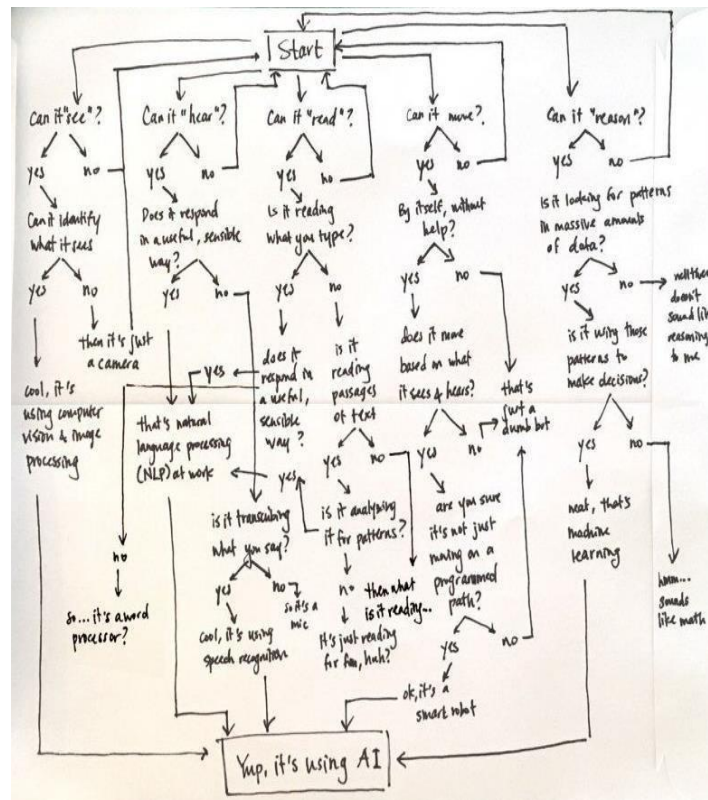 Start
Can it "see"?
yes
no
Can it identify
what it sees
yes
no
then it's just
a camera
cool, it's
using computer
vision & image
processing
Can it "hear"?
yes
no
Does it respond
in a useful, sensible
way?
yes
no
that's natural
language processing
(NLP) at work
is it transcribing
what you say?
yes
no
so it's a
mic
cool, it's using
speech recognition
Can it "read"?
yes
no
Is it reading
what you type?
yes
no
does it
respond in
a useful,
sensible
way?
yes
no
so... it's a word
processor?
is it
reading
passages
of text
yes
no
then what
is it reading...
is it analyzing
it for patterns?
yes
no
It's just reading
for fun, huh?
Can it move?
yes
no
By itself, without
help?
yes
no
that's
just a
dumb bot
does it move
based on what
it sees & hears?
yes
no
are you sure
it's not just
moving on a
programmed
path?
yes
no
ok, it's a
smart robot
Can it "reason"?
yes
no
Is it looking for patterns
in massive amounts
of data?
yes
no
doesn't
sound like
reasoning
to me
is it using those
patterns to
make decisions?
yes
no
neat, that's
machine
learning
hmm...
sounds
like math
Yup, it's using AI